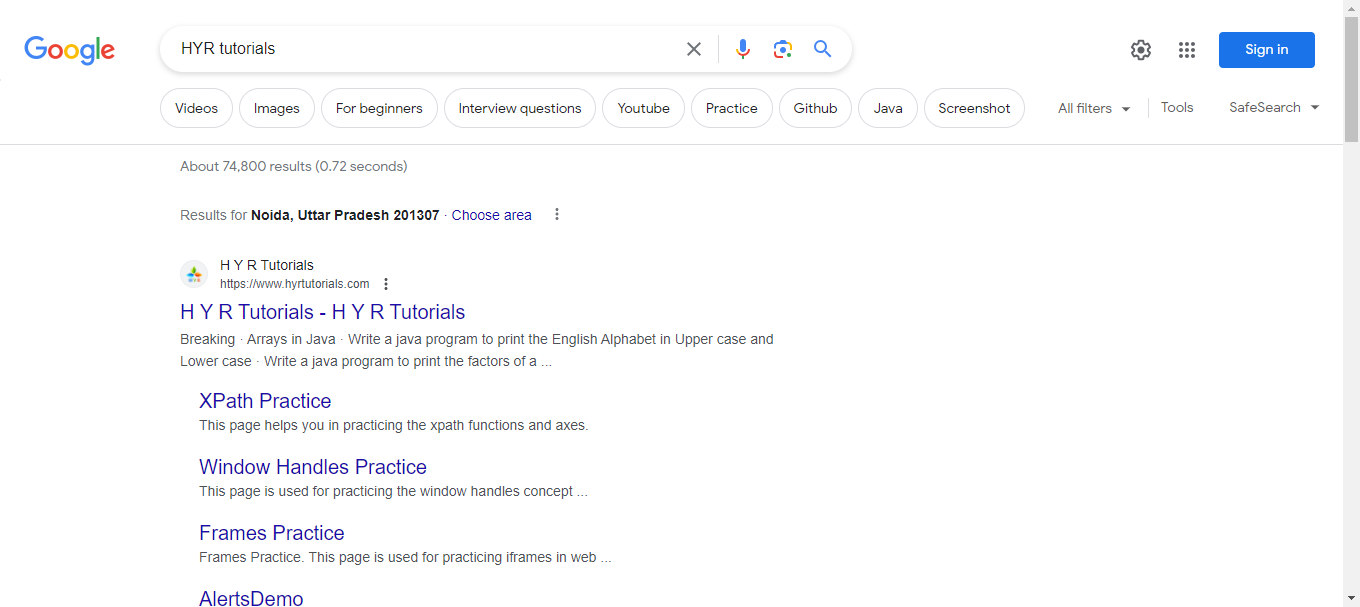 Google
HYR tutorials
Sign in
Videos Images For beginners Interview questions Youtube Practice Github Java Screenshot All filters Tools SafeSearch
About 74,800 results (0.72 seconds)
Results for Noida, Uttar Pradesh 201307 · Choose area
H Y R Tutorials
https://www.hyrtutorials.com
H Y R Tutorials - H Y R Tutorials
Breaking · Arrays in Java · Write a java program to print the English Alphabet in Upper case and
Lower case · Write a java program to print the factors of a ...
XPath Practice
This page helps you in practicing the xpath functions and axes.
Window Handles Practice
This page is used for practicing the window handles concept ...
Frames Practice
Frames Practice. This page is used for practicing iframes in web ...
AlertsDemo